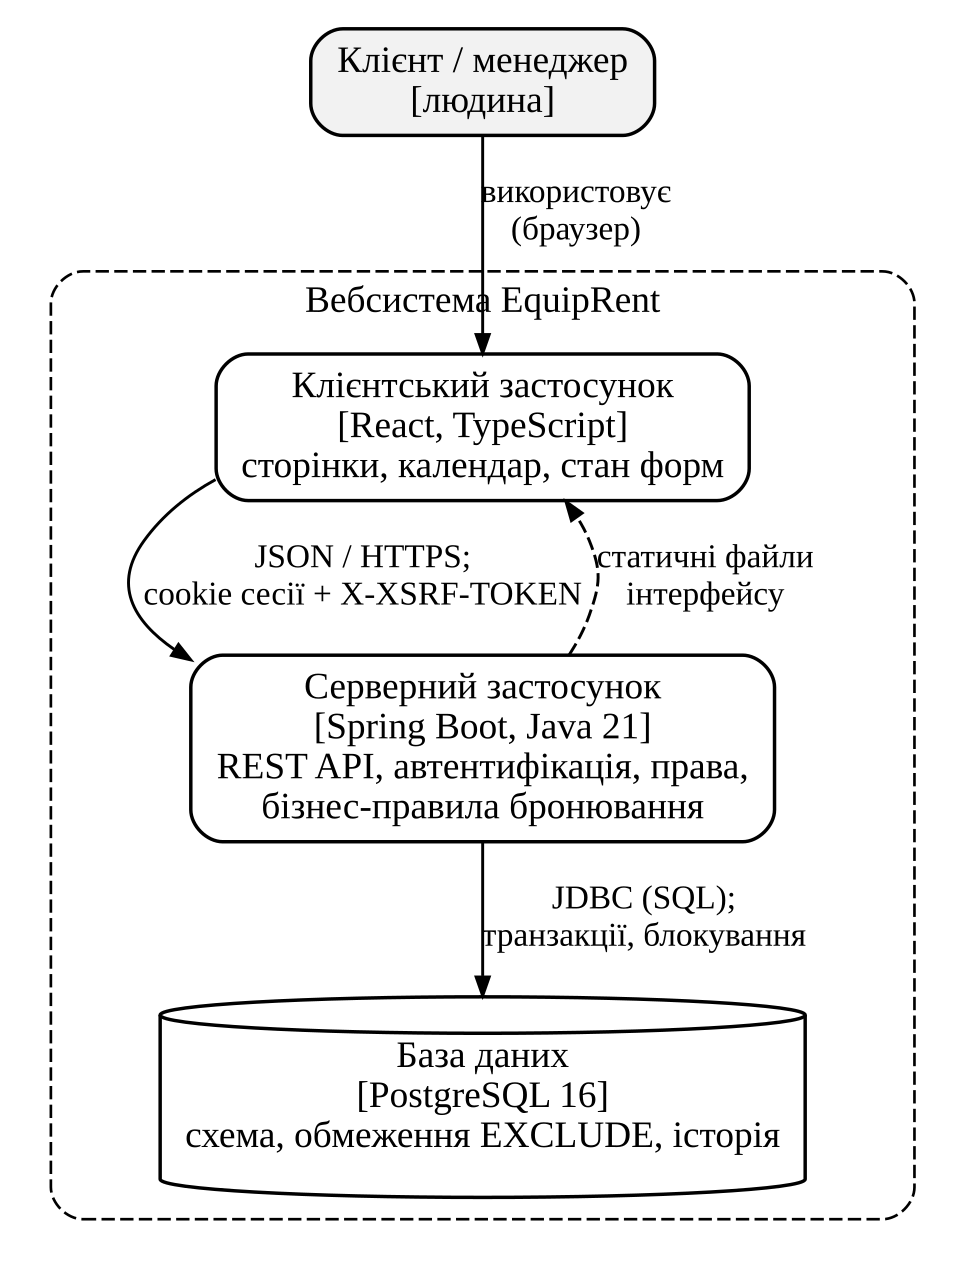 Клієнт / менеджер
[людина]
використовує
(браузер)
Вебсистема EquipRent
Клієнтський застосунок
[React, TypeScript]
сторінки, календар, стан форм
JSON / HTTPS;
cookie сесії + X-XSRF-TOKEN
статичні файли
інтерфейсу
Серверний застосунок
[Spring Boot, Java 21]
REST API, автентифікація, права,
бізнес-правила бронювання
JDBC (SQL);
транзакції, блокування
База даних
[PostgreSQL 16]
схема, обмеження EXCLUDE, історія